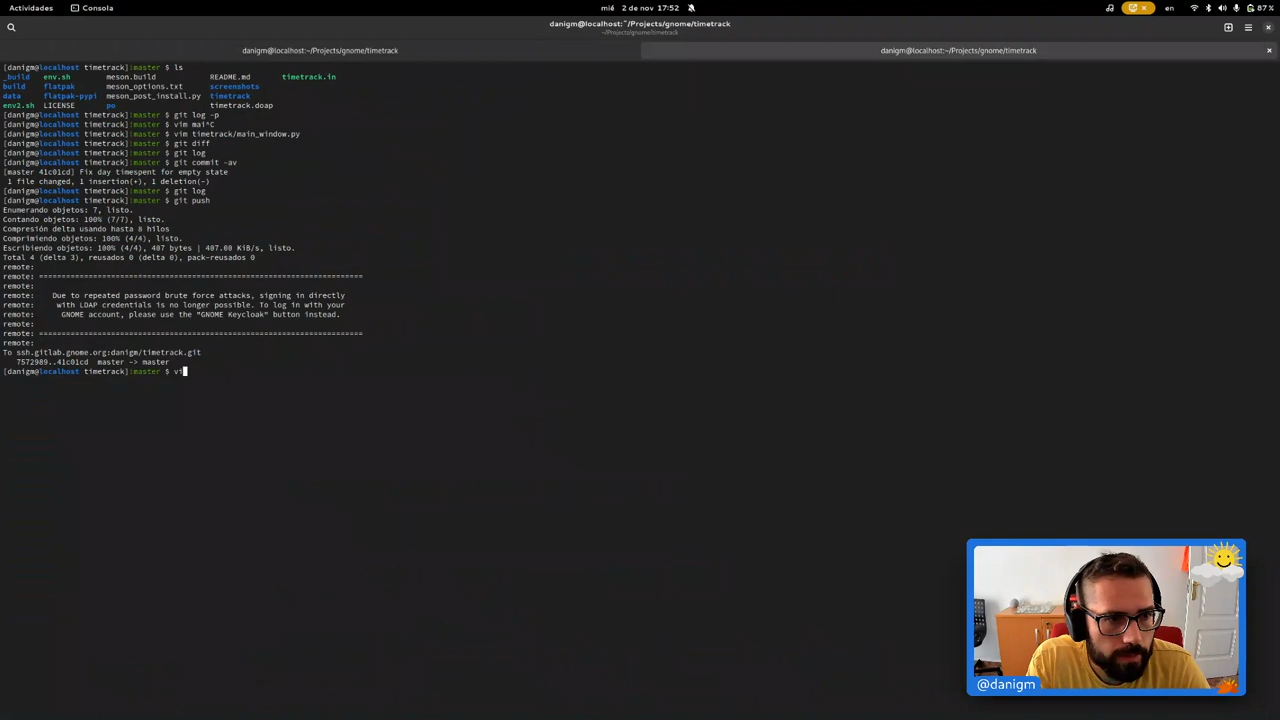 Actividades Consola mié 2 de nov 17:52 en 87 %
danigm@localhost:~/Projects/gnome/timetrack
~/Projects/gnome/timetrack
danigm@localhost:~/Projects/gnome/timetrack danigm@localhost:~/Projects/gnome/timetrack
[danigm@localhost timetrack]:master $ ls
_build env.sh meson.build README.md timetrack.in
build flatpak meson_options.txt screenshots
data flatpak-pypi meson_post_install.py timetrack
env2.sh LICENSE po timetrack.doap
[danigm@localhost timetrack]:master $ git log -p
[danigm@localhost timetrack]:master $ vim mai^C
[danigm@localhost timetrack]:master $ vim timetrack/main_window.py
[danigm@localhost timetrack]:master $ git diff
[danigm@localhost timetrack]:master $ git log
[danigm@localhost timetrack]:master $ git commit -av
[master 41c01cd] Fix day timespent for empty state
1 file changed, 1 insertion(+), 1 deletion(-)
[danigm@localhost timetrack]:master $ git log
[danigm@localhost timetrack]:master $ git push
Enumerando objetos: 7, listo.
Contando objetos: 100% (7/7), listo.
Compresión delta usando hasta 8 hilos
Comprimiendo objetos: 100% (4/4), listo.
Escribiendo objetos: 100% (4/4), 407 bytes | 407.00 KiB/s, listo.
Total 4 (delta 3), reusados 0 (delta 0), pack-reusados 0
remote:
remote: ========================================================================
remote:
remote: Due to repeated password brute force attacks, signing in directly
remote: with LDAP credentials is no longer possible. To log in with your
remote: GNOME account, please use the "GNOME Keycloak" button instead.
remote:
remote: ========================================================================
remote:
To ssh.gitlab.gnome.org:danigm/timetrack.git
7572989..41c01cd master -> master
[danigm@localhost timetrack]:master $ vi
@danigm